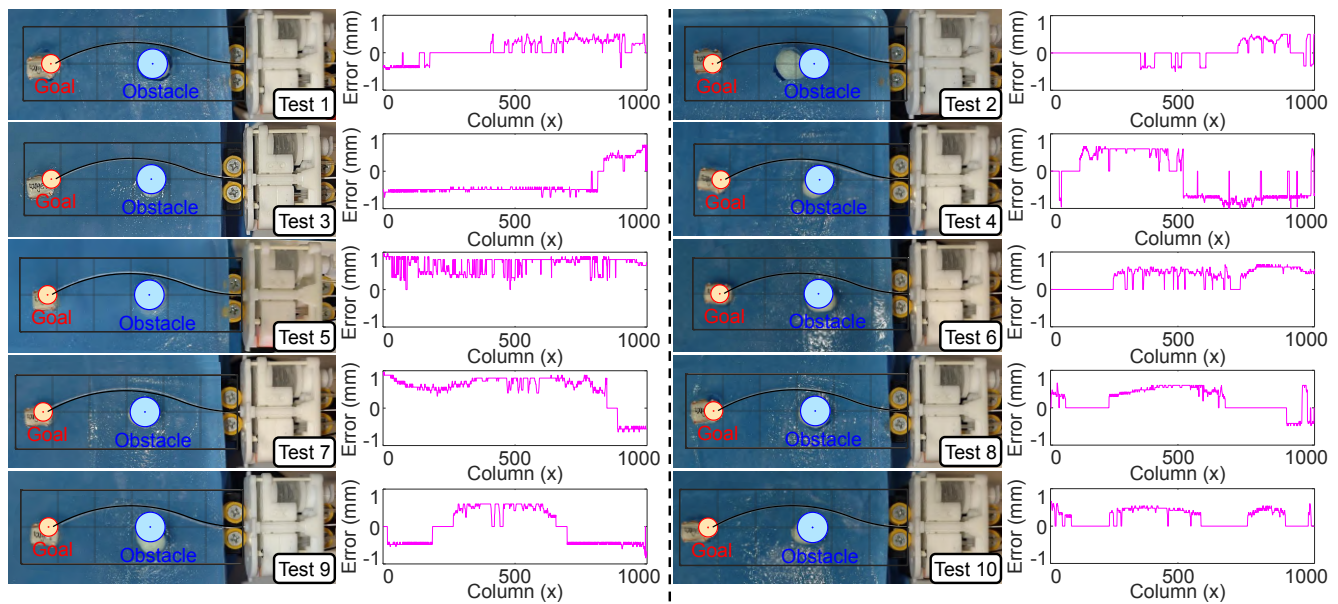 Goal
Obstacle
Test 1
Error (mm)
1
0
-1
0
500
1000
Column (x)
Goal
Obstacle
Test 2
Error (mm)
1
0
-1
0
500
1000
Column (x)
Goal
Obstacle
Test 3
Error (mm)
1
0
-1
0
500
1000
Column (x)
Goal
Obstacle
Test 4
Error (mm)
1
0
-1
0
500
1000
Column (x)
Goal
Obstacle
Test 5
Error (mm)
1
0
-1
0
500
1000
Column (x)
Goal
Obstacle
Test 6
Error (mm)
1
0
-1
0
500
1000
Column (x)
Goal
Obstacle
Test 7
Error (mm)
1
0
-1
0
500
1000
Column (x)
Goal
Obstacle
Test 8
Error (mm)
1
0
-1
0
500
1000
Column (x)
Goal
Obstacle
Test 9
Error (mm)
1
0
-1
0
500
1000
Column (x)
Goal
Obstacle
Test 10
Error (mm)
1
0
-1
0
500
1000
Column (x)